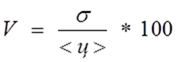 V = σ / <ц> * 100